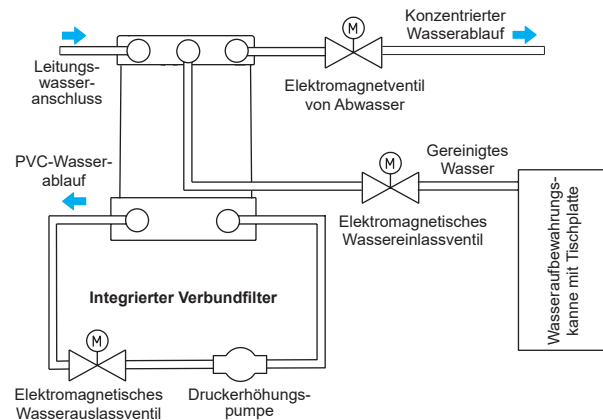 Konzentrierter
Wasserablauf
M
Leitungs-
wasser-
anschluss
Elektromagnetventil
von Abwasser
PVC-Wasser-
ablauf
M
Gereinigtes
Wasser
Elektromagnetisches
Wassereinlassventil
Wasseraufbewahrungs-
kanne mit Tischplatte
Integrierter Verbundfilter
M
Elektromagnetisches
Wasserauslassventil
Druckerhöhungs-
pumpe